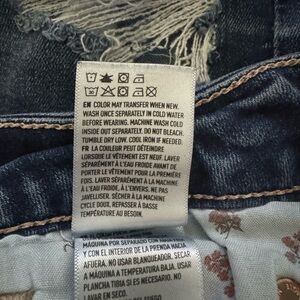 EN COLOR MAY TRANSFER WHEN NEW.
WASH ONCE SEPARATELY IN COLD WATER
BEFORE WEARING. MACHINE WASH COLD
INSIDE OUT SEPARATELY. DO NOT BLEACH.
TUMBLE DRY LOW. COOL IRON IF NEEDED.
FR LA COULEUR PEUT DÉTEINDRE
LORSQUE LE VÊTEMENT EST NEUF. LAVER
SÉPARÉMENT À LA MACHINE À L'EAU FROIDE
LE VÊTEMENT POUR LA PREMIÈRE
FOIS. LAVER SÉPARÉMENT À LA MACHINE
À L'EAU FROIDE, À L'ENVERS. NE PAS
JAVELLISER. SÉCHER À LA MACHINE À
CYCLE DOUX. REPASSER À BASSE
TEMPÉRATURE AU BESOIN.
MÁQUINA POR SEPARADO CON
Y CON EL INTERIOR DE LA PRENDA HACIA
AFUERA. NO USAR BLANQUEADOR. SECAR
A MÁQUINA A TEMPERATURA BAJA. USAR
PLANCHA TIBIA SI ES NECESARIO. NO